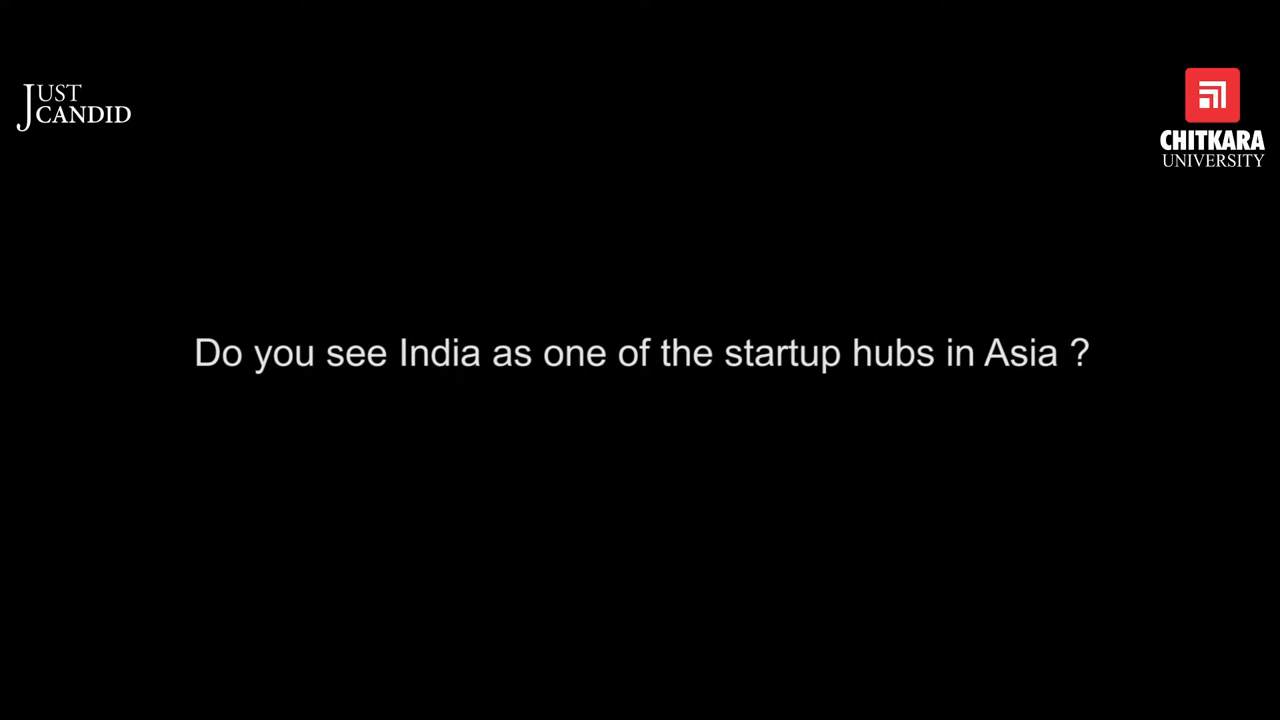 JUST
CANDID
CHITKARA
UNIVERSITY
Do you see India as one of the startup hubs in Asia ?